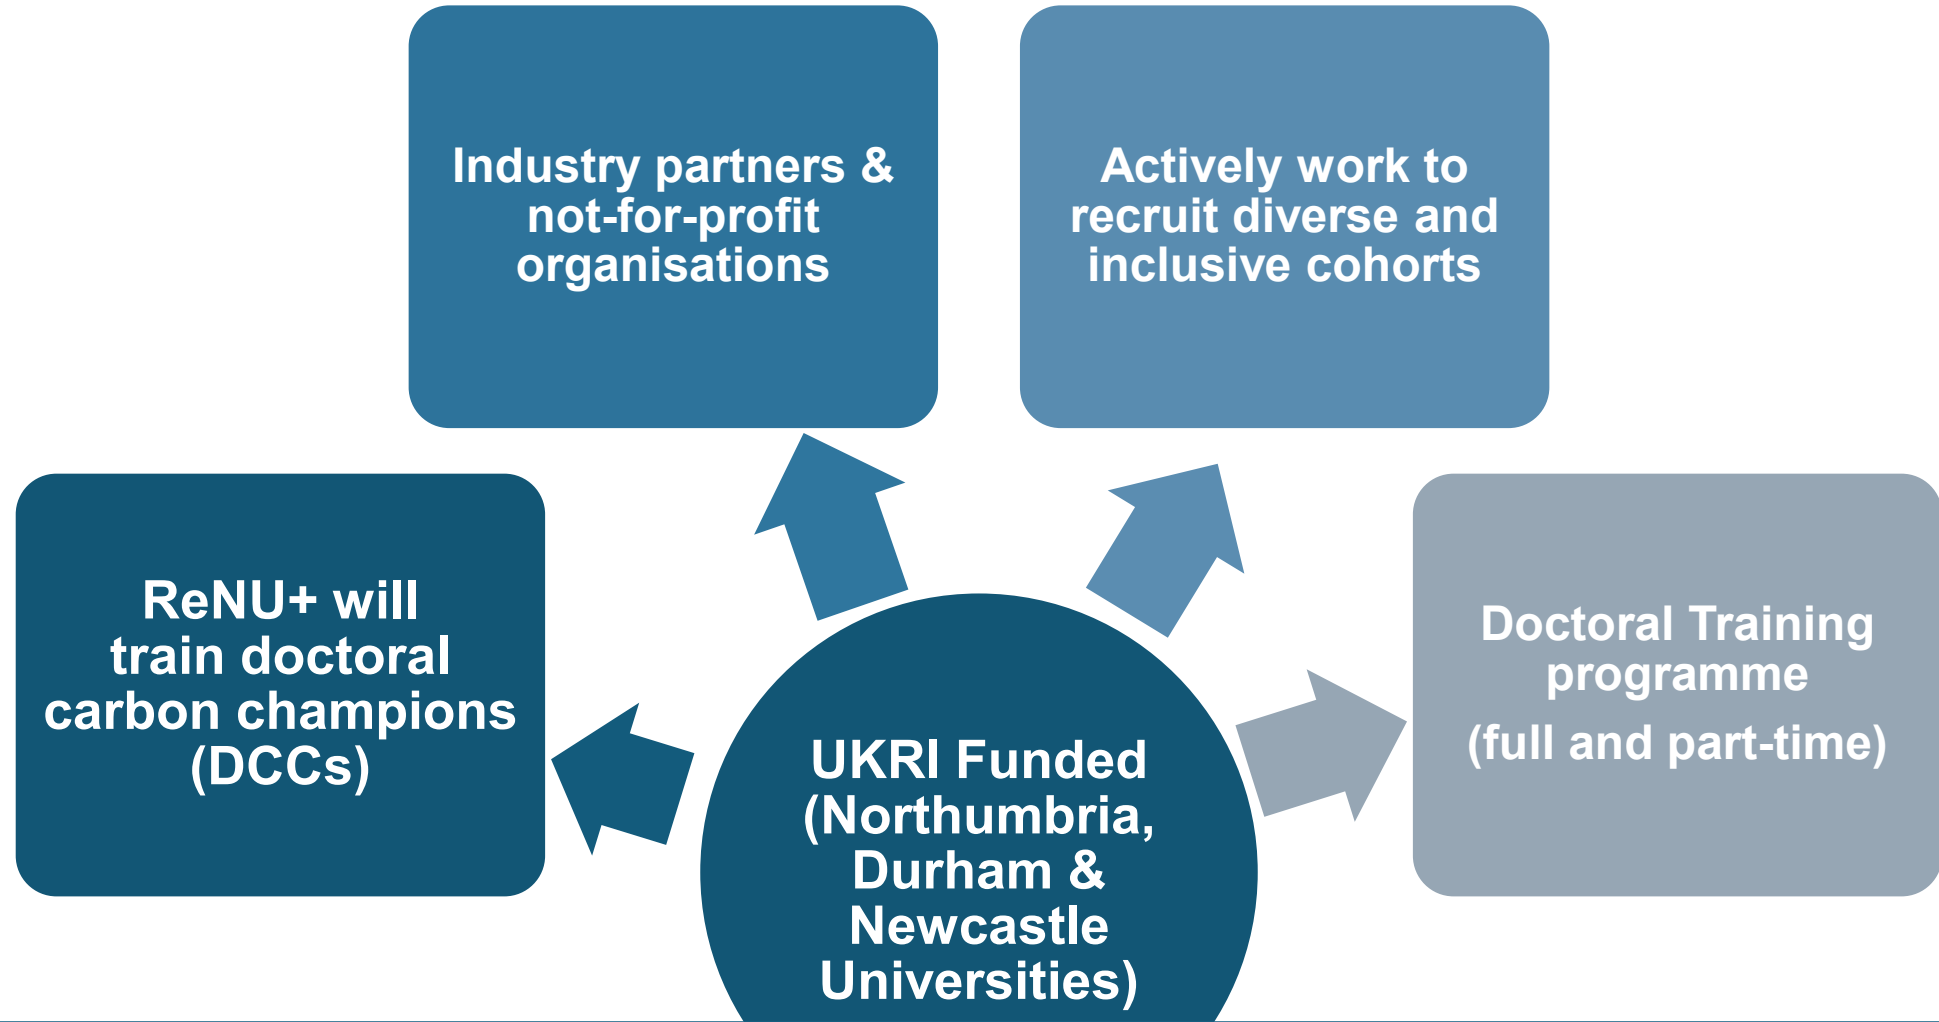 Industry partners &
not-for-profit
organisations
Actively work to
recruit diverse and
inclusive cohorts
ReNU+ will
train doctoral
carbon champions
(DCCs)
Doctoral Training
programme
(full and part-time)
UKRI Funded
(Northumbria,
Durham &
Newcastle
Universities)